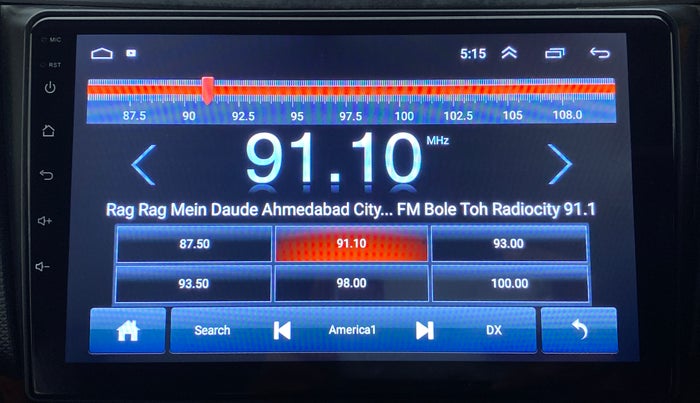 MIC
5:15
RST
87.5 90 92.5 95 97.5 100 102.5 105 108.0
91.10 MHz
Rag Rag Mein Daude Ahmedabad City... FM Bole Toh Radiocity 91.1
87.50 91.10 93.00
93.50 98.00 100.00
Search America1 DX